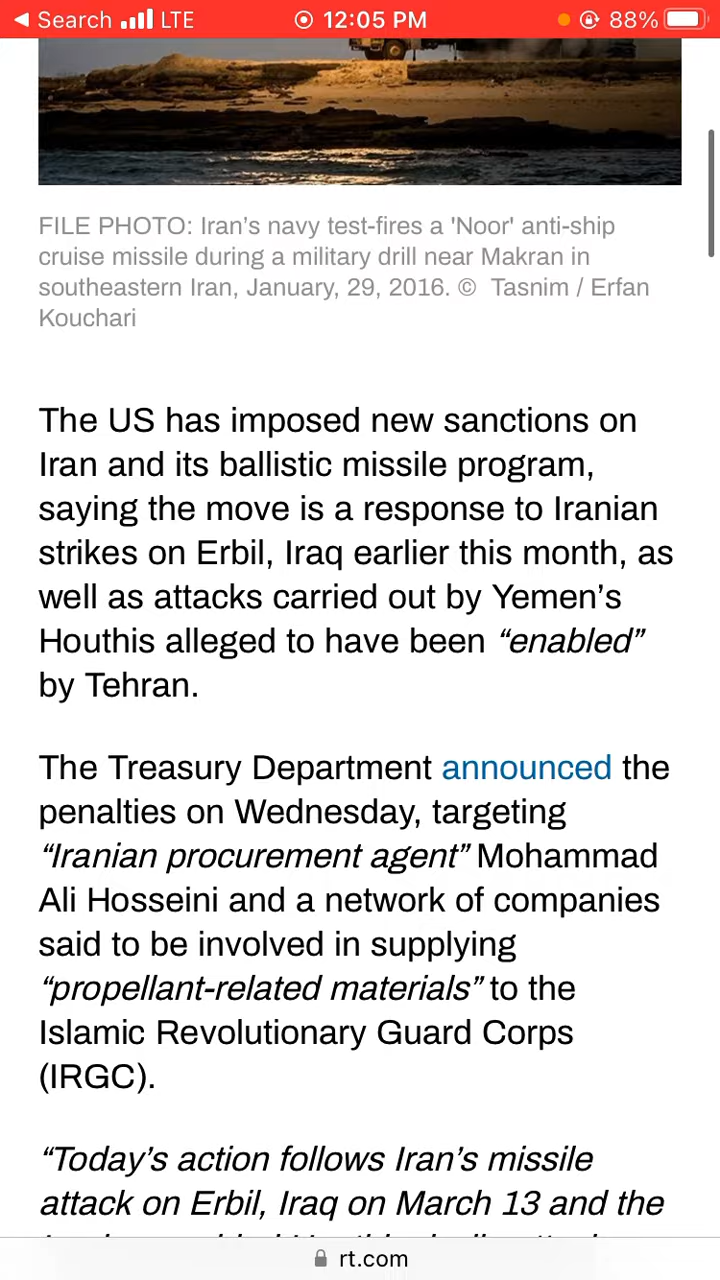 ◀ Search LTE 12:05 PM 88%
FILE PHOTO: Iran’s navy test-fires a 'Noor' anti-ship
cruise missile during a military drill near Makran in
southeastern Iran, January, 29, 2016. © Tasnim / Erfan
Kouchari
The US has imposed new sanctions on
Iran and its ballistic missile program,
saying the move is a response to Iranian
strikes on Erbil, Iraq earlier this month, as
well as attacks carried out by Yemen’s
Houthis alleged to have been “enabled”
by Tehran.
The Treasury Department announced the
penalties on Wednesday, targeting
“Iranian procurement agent” Mohammad
Ali Hosseini and a network of companies
said to be involved in supplying
“propellant-related materials” to the
Islamic Revolutionary Guard Corps
(IRGC).
“Today’s action follows Iran’s missile
attack on Erbil, Iraq on March 13 and the
rt.com